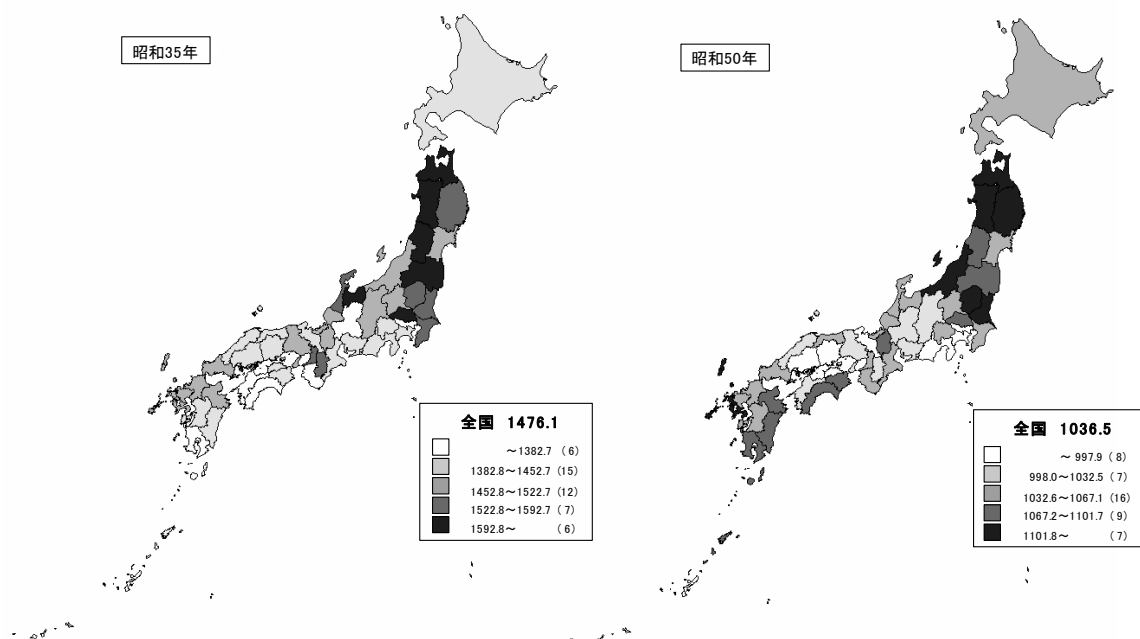 昭和35年
昭和50年
全国 1476.1
～1382.7 (6)
1382.8～1452.7 (15)
1452.8～1522.7 (12)
1522.8～1592.7 (7)
1592.8～ (6)
全国 1036.5
～ 997.9 (8)
998.0～1032.5 (7)
1032.6～1067.1 (16)
1067.2～1101.7 (9)
1101.8～ (7)